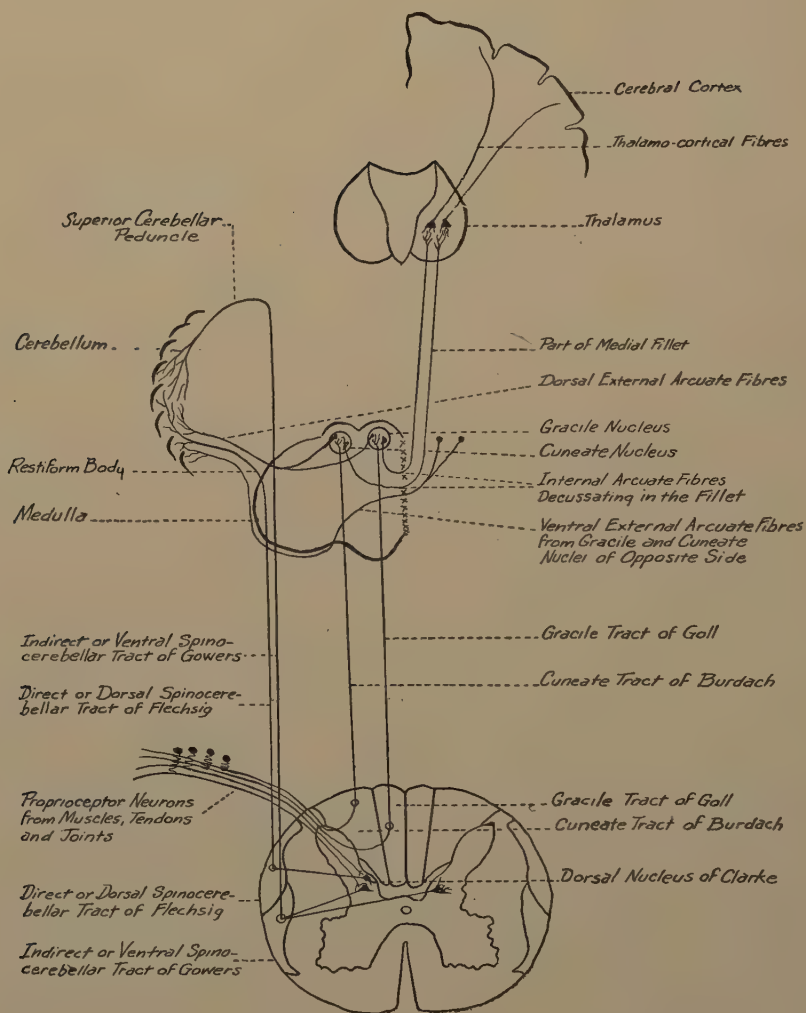 Cerebral Cortex
Thalamo-cortical Fibres
Superior Cerebellar
Peduncle
Thalamus
Cerebellum
Part of Medial Fillet
Dorsal External Arcuate Fibres
Gracile Nucleus
Cuneate Nucleus
Restiform Body
Internal Arcuate Fibres
Decussating in the Fillet
Medulla
Ventral External Arcuate Fibres
from Gracile and Cuneate
Nuclei of Opposite Side
Indirect or Ventral Spino-
cerebellar Tract of Gowers
Gracile Tract of Goll
Direct or Dorsal Spinocere-
bellar Tract of Flechsig
Cuneate Tract of Burdach
Proprioceptor Neurons
from Muscles, Tendons
and Joints
Gracile Tract of Goll
Cuneate Tract of Burdach
Dorsal Nucleus of Clarke
Direct or Dorsal Spinocere-
bellar Tract of Flechsig
Indirect or Ventral Spino-
cerebellar Tract of Gowers